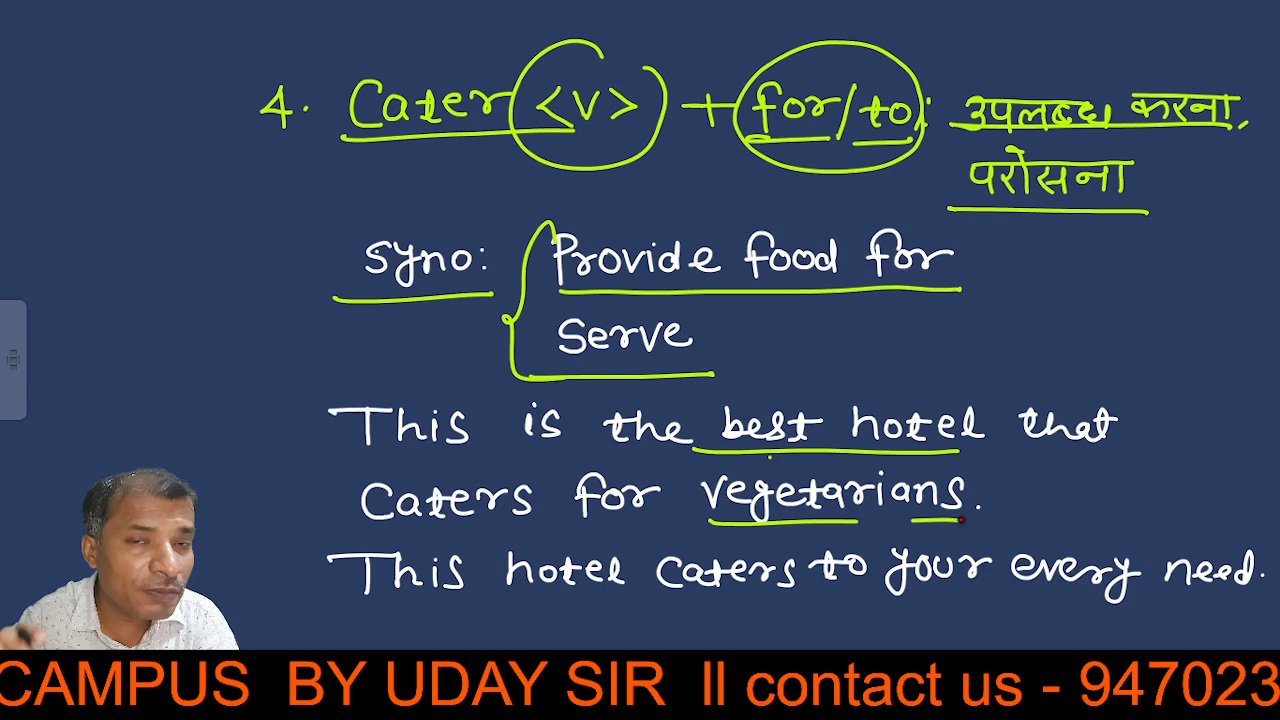 4. Cater <v> + for/to: उपलब्ध करना,
परोसना
Syno: Provide food for
Serve
This is the best hotel that
caters for vegetarians.
This hotel caters to your every need.
CAMPUS BY UDAY SIR ll contact us - 947023